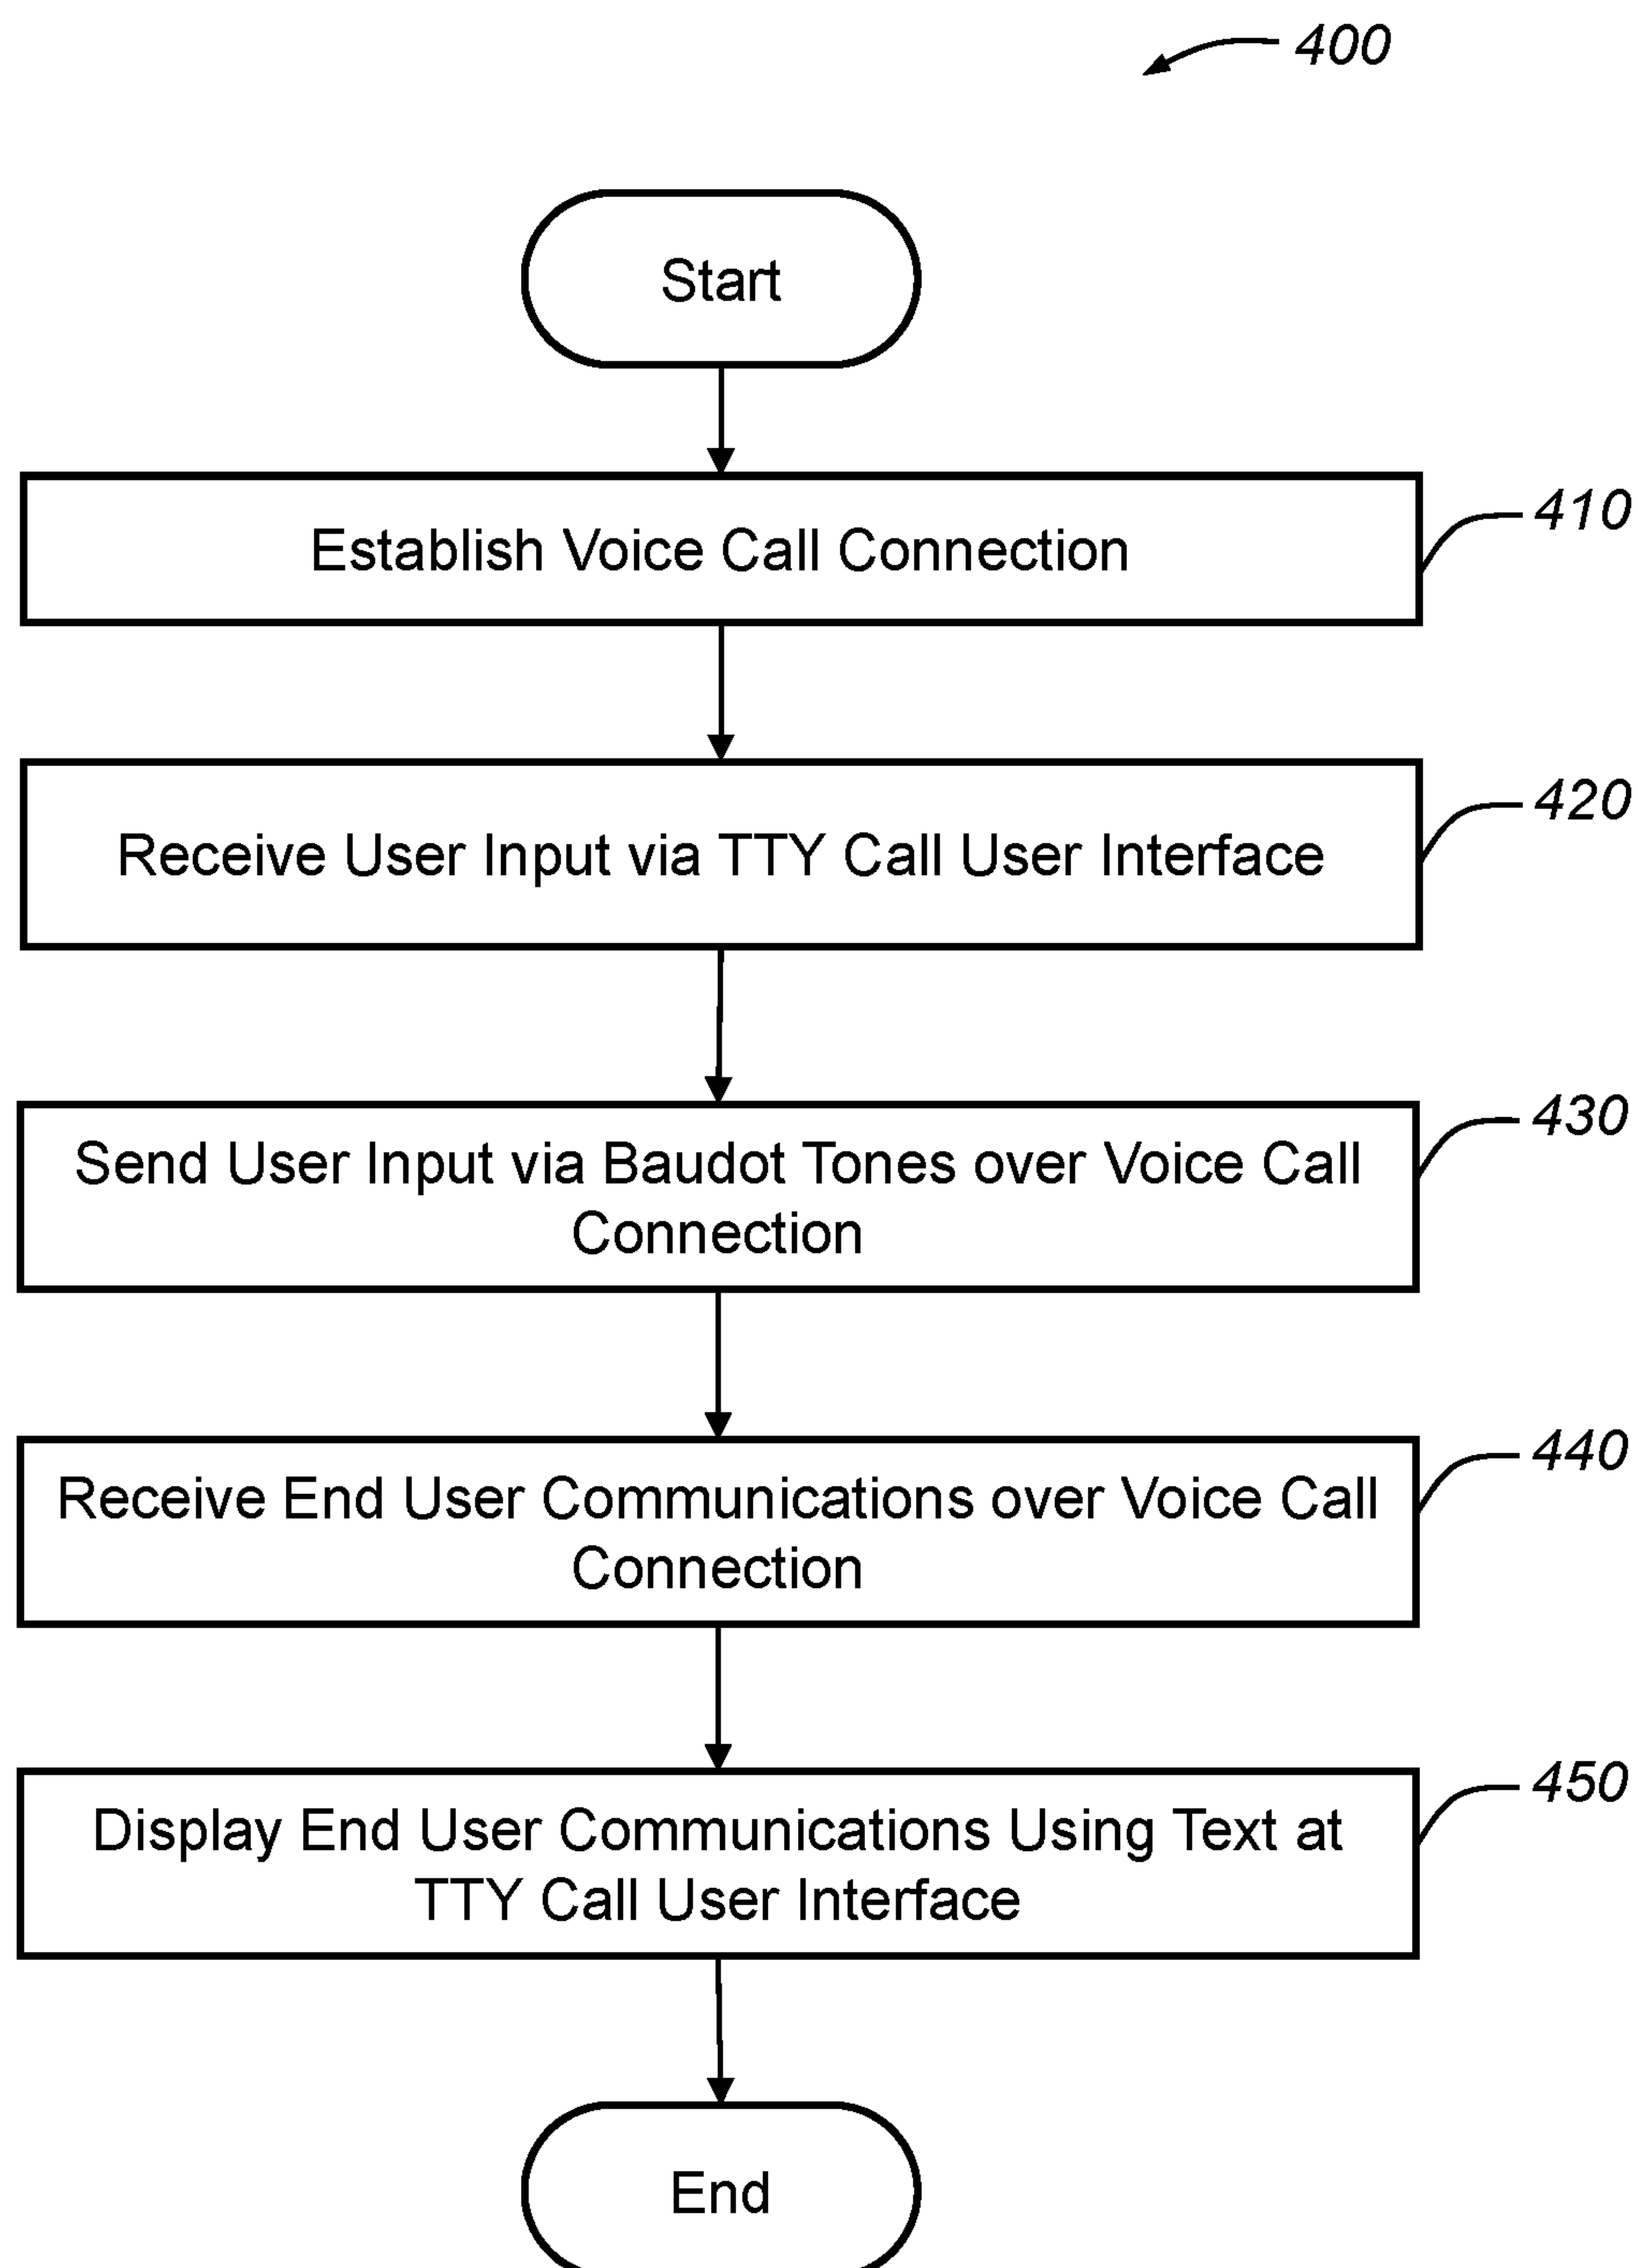 400
Start
Establish Voice Call Connection
410
Receive User Input via TTY Call User Interface
420
Send User Input via Baudot Tones over Voice Call
Connection
430
Receive End User Communications over Voice Call
Connection
440
Display End User Communications Using Text at
TTY Call User Interface
450
End